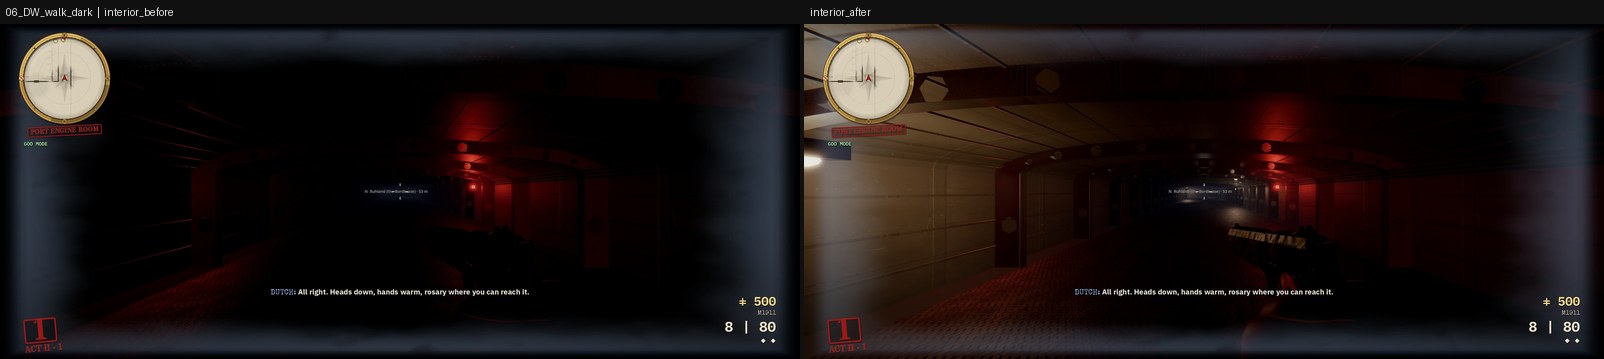 06_DW_walk_dark | interior_before
interior_after
PORT ENGINE ROOM
GOD MODE
DUTCH: All right. Heads down, hands warm, rosary where you can reach it.
500
M1911
8 | 80
ACT II - 3
PORT ENGINE ROOM
GOD MODE
DUTCH: All right. Heads down, hands warm, rosary where you can reach it.
500
M1911
8 | 80
ACT II - 3